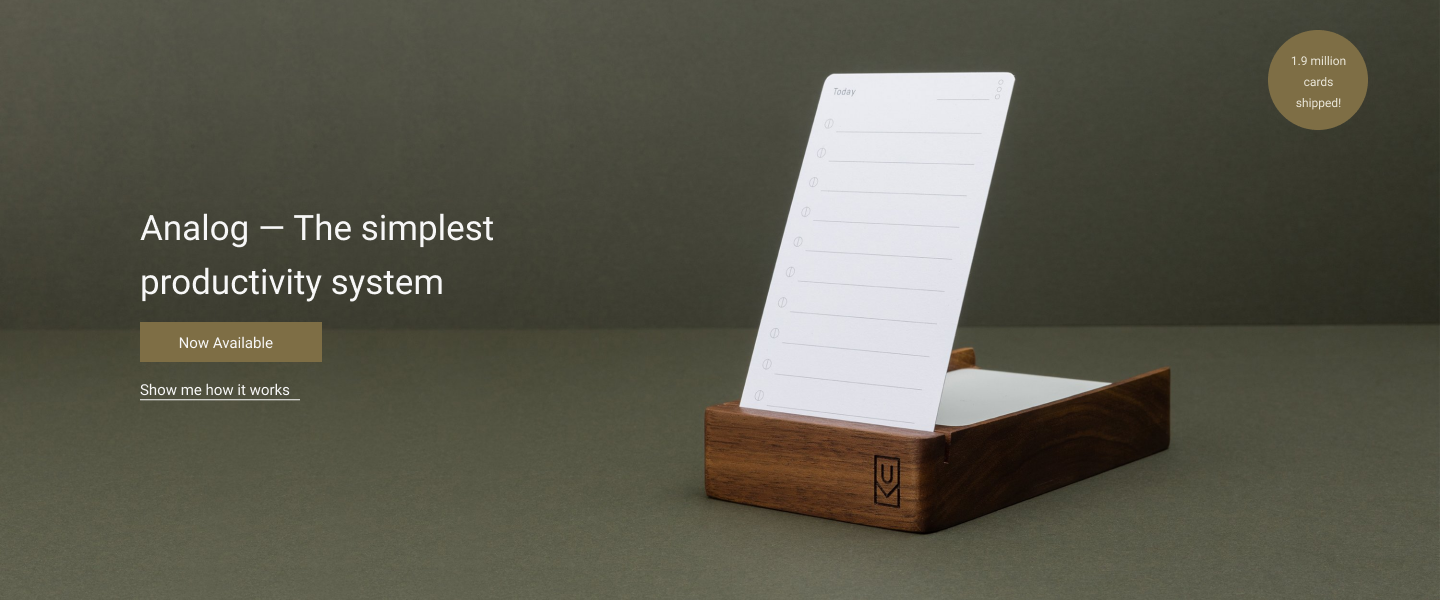 Analog — The simplest
productivity system
Now Available
Show me how it works
Today
1.9 million
cards
shipped!